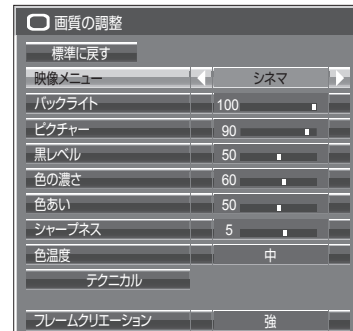 画質の調整
標準に戻す
映像メニュー シネマ
バックライト 100
ピクチャー 90
黒レベル 50
色の濃さ 60
色あい 50
シャープネス 5
色温度 中
テクニカル
フレームクリエーション 強